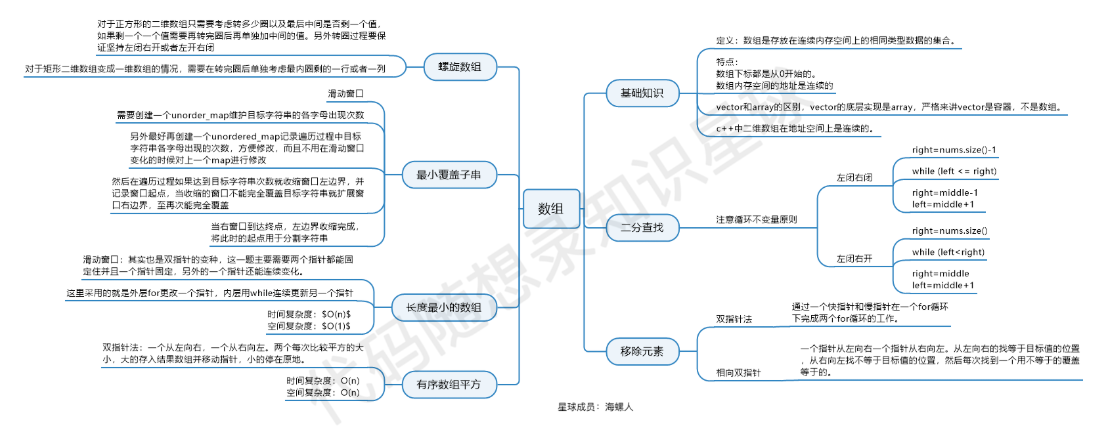 数组
基础知识
定义：数组是存放在连续内存空间上的相同类型数据的集合。
特点：
数组下标都是从0开始的。
数组内存空间的地址是连续的
vector和array的区别，vector的底层实现是array，严格来讲vector是容器，不是数组。
c++中二维数组在地址空间上是连续的。
二分查找
注意循环不变量原则
左闭右闭
right=nums.size()-1
while (left <= right)
right=middle-1
left=middle+1
左闭右开
right=nums.size()
while (left<right)
right=middle
left=middle+1
移除元素
双指针法
通过一个快指针和慢指针在一个for循环
下完成两个for循环的工作。
相向双指针
一个指针从左向右一个指针从右向左。从左向右的找等于目标值的位置
，从右向左找不等于目标值的位置，然后每次找到一个用不等于的覆盖
等于的。
螺旋数组
对于正方形的二维数组只需要考虑转多少圈以及最后中间是否剩一个值，
如果剩一个一个值需要再转完圈后再单独加中间的值。另外转圈过程要保
证坚持左闭右开或者左开右闭
对于矩形二维数组变成一维数组的情况，需要在转完圈后单独考虑最内圈剩的一行或者一列
最小覆盖子串
滑动窗口
需要创建一个unorder_map维护目标字符串的各字母出现次数
另外最好再创建一个unordered_map记录遍历过程中目标
字符串各字母出现的次数，方便修改，而且不用在滑动窗口
变化的时候对上一个map进行修改
然后在遍历过程如果达到目标字符串次数就收缩窗口左边界，并
记录窗口起点，当收缩的窗口不能完全覆盖目标字符串就扩展窗
口右边界，至再次能完全覆盖
当右窗口到达终点，左边界收缩完成，
将此时的起点用于分割字符串
长度最小的数组
滑动窗口：其实也是双指针的变种，这一题主要需要两个指针都能固
定住并且一个指针固定，另外的一个指针还能连续变化。
这里采用的就是外层for更改一个指针，内层用while连续更新另一个指针
时间复杂度：$O(n)$
空间复杂度：$O(1)$
有序数组平方
双指针法：一个从左向右，一个从右向左。两个每次比较平方的大
小，大的存入结果数组并移动指针，小的停在原地。
时间复杂度：O(n)
空间复杂度：O(n)
星球成员：海螺人
代码随想录知识星球